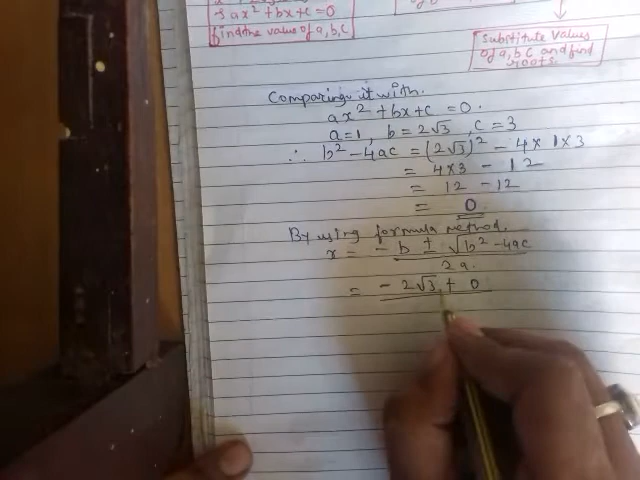 ax² + bx + c = 0
find the value of a, b, c
Substitute values
of a, b, c and find
roots.
Comparing it with.
ax² + bx + c = 0.
a = 1, b = 2√3, c = 3
∴ b² - 4ac = (2√3)² - 4 × 1 × 3
= 4 × 3 - 12
= 12 - 12
= 0
By using formula method,
x = - b ± √b² - 4ac
2a.
= - 2√3 + 0